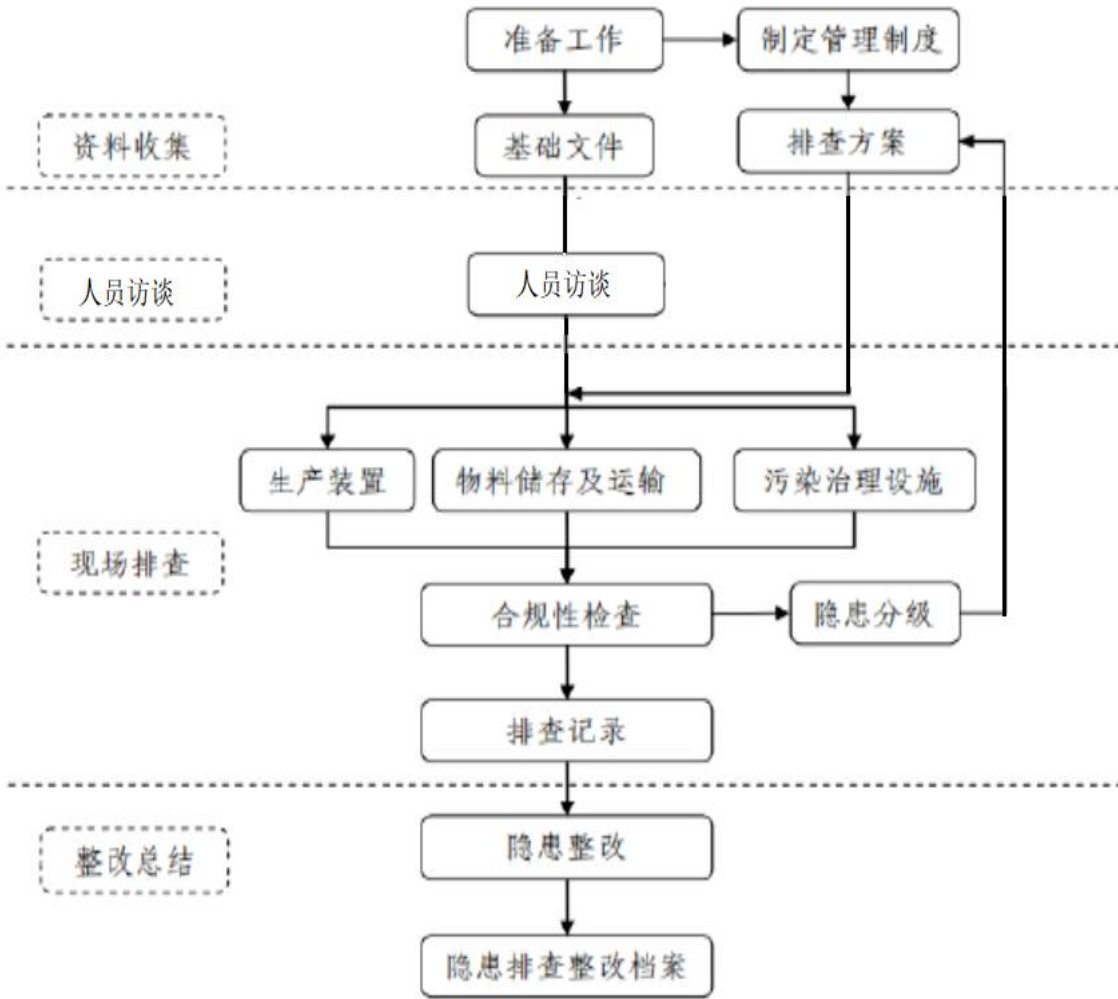 准备工作
制定管理制度
资料收集
基础文件
排查方案
人员访谈
人员访谈
生产装置
物料储存及运输
污染治理设施
现场排查
合规性检查
隐患分级
排查记录
整改总结
隐患整改
隐患排查整改档案